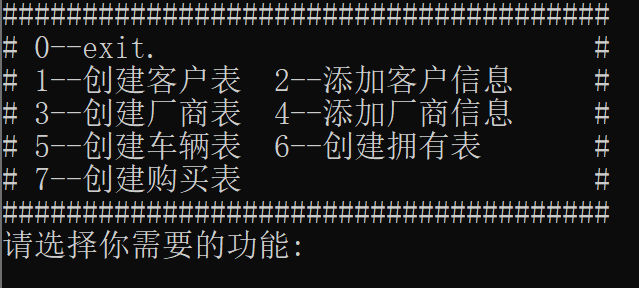 ######################################
# 0--exit.                           #
# 1--创建客户表  2--添加客户信息     #
# 3--创建厂商表  4--添加厂商信息     #
# 5--创建车辆表  6--创建拥有表       #
# 7--创建购买表                      #
######################################
请选择你需要的功能: